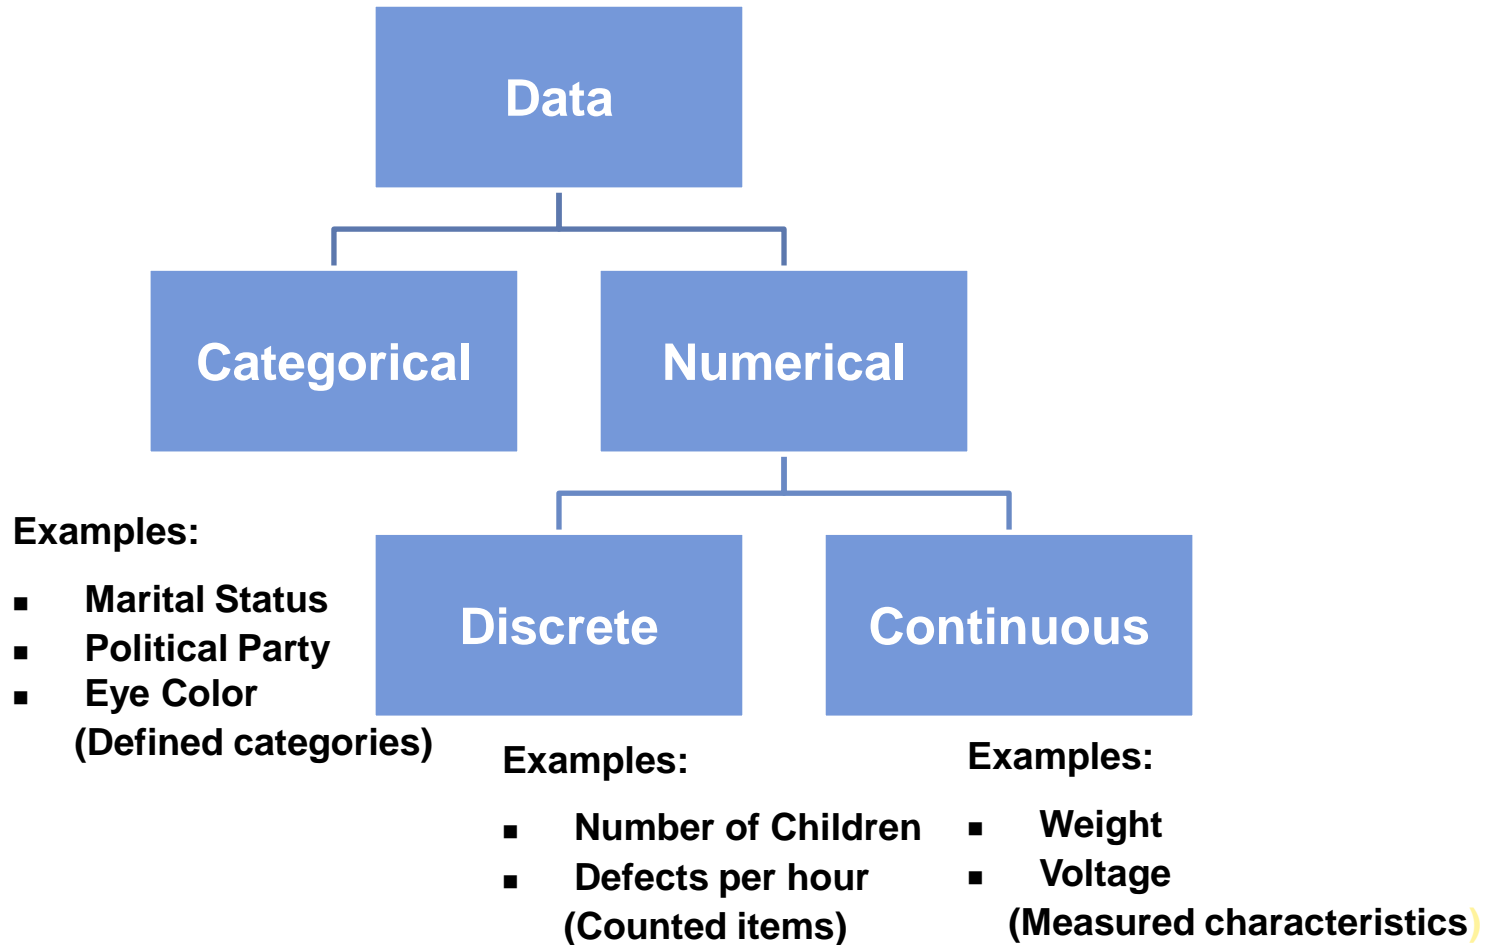 Data
Categorical
Numerical
Examples:
■ Marital Status
■ Political Party
■ Eye Color
(Defined categories)
Discrete
Continuous
Examples:
■ Number of Children
■ Defects per hour
(Counted items)
Examples:
■ Weight
■ Voltage
(Measured characteristics)